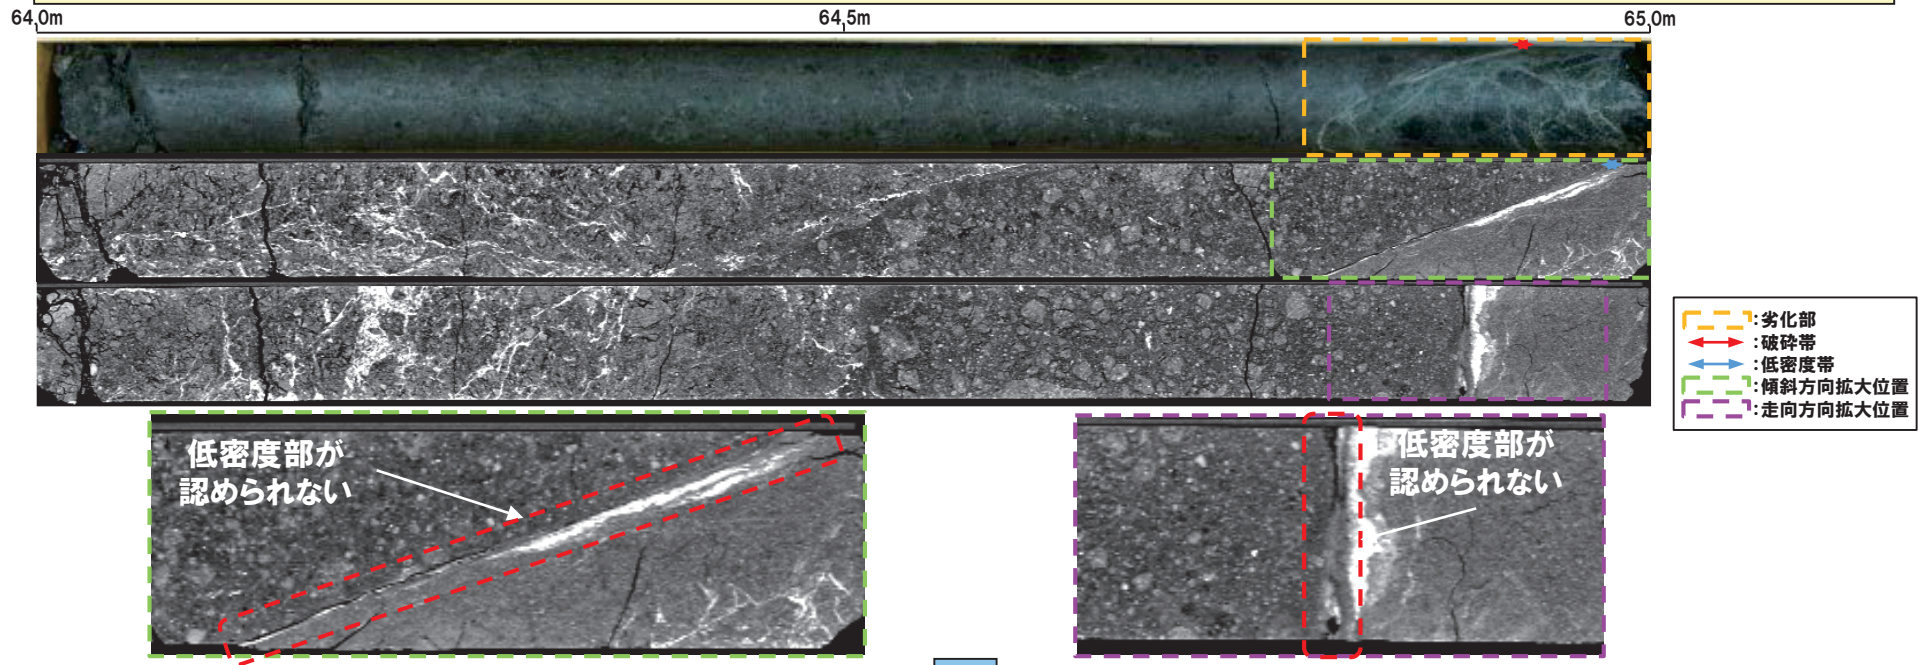 64.0m
64.5m
65.0m
:劣化部
:破砕帯
:低密度帯
:傾斜方向拡大位置
:走向方向拡大位置
低密度部が
認められない
低密度部が
認められない